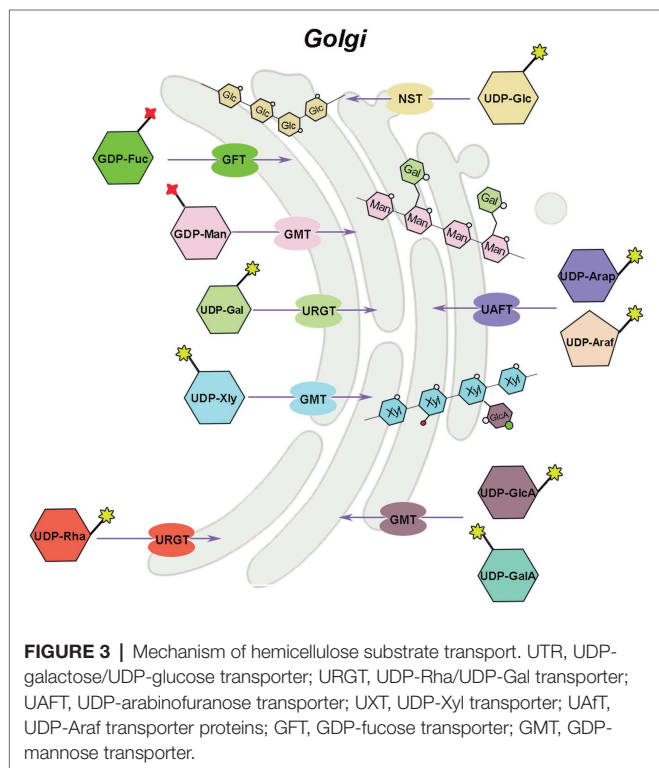 Golgi
Glc
Glc
Glc
Glc
NST
UDP-Glc
GDP-Fuc
GFT
Gal
Gal
GDP-Man
GMT
Man
Man
Man
Man
UDP-Gal
URGT
UAFT
UDP-Arap
UDP-Araf
UDP-Xly
GMT
Xyl
Xyl
Xyl
Xyl
GlcA
UDP-GlcA
GMT
UDP-Rha
URGT
UDP-GalA
FIGURE 3 | Mechanism of hemicellulose substrate transport. UTR, UDP-
galactose/UDP-glucose transporter; URGT, UDP-Rha/UDP-Gal transporter;
UAFT, UDP-arabinofuranose transporter; UXT, UDP-Xyl transporter; UAfT,
UDP-Araf transporter proteins; GFT, GDP-fucose transporter; GMT, GDP-
mannose transporter.